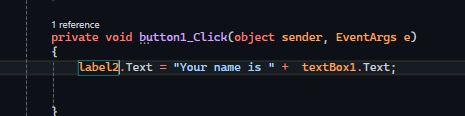 1 reference
private void button1_Click(object sender, EventArgs e)
{
label2.Text = "Your name is " +  textBox1.Text;
}